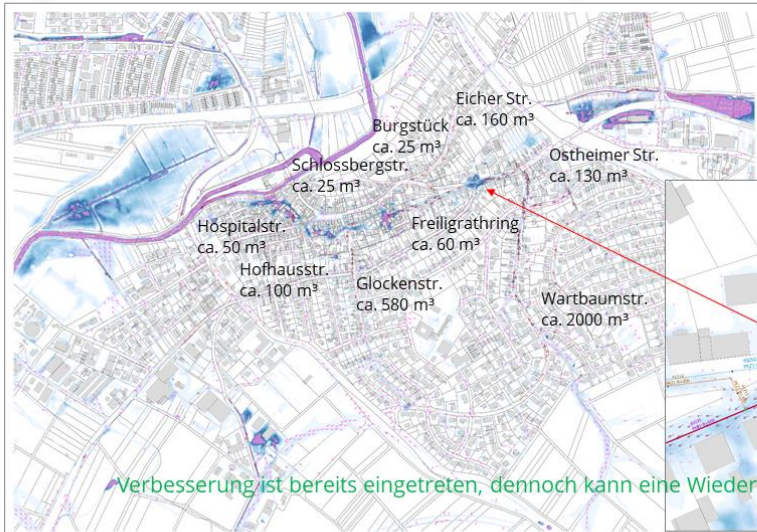 Eicher Str.
ca. 160 m³
Burgstück
ca. 25 m³
Ostheimer Str.
ca. 130 m³
Schlossbergstr.
ca. 25 m³
Hospitalstr.
ca. 50 m³
Freiligrathring
ca. 60 m³
Hofhausstr.
ca. 100 m³
Glockenstr.
ca. 580 m³
Wartbaumstr.
ca. 2000 m³
Verbesserung ist bereits eingetreten, dennoch kann eine Wieder